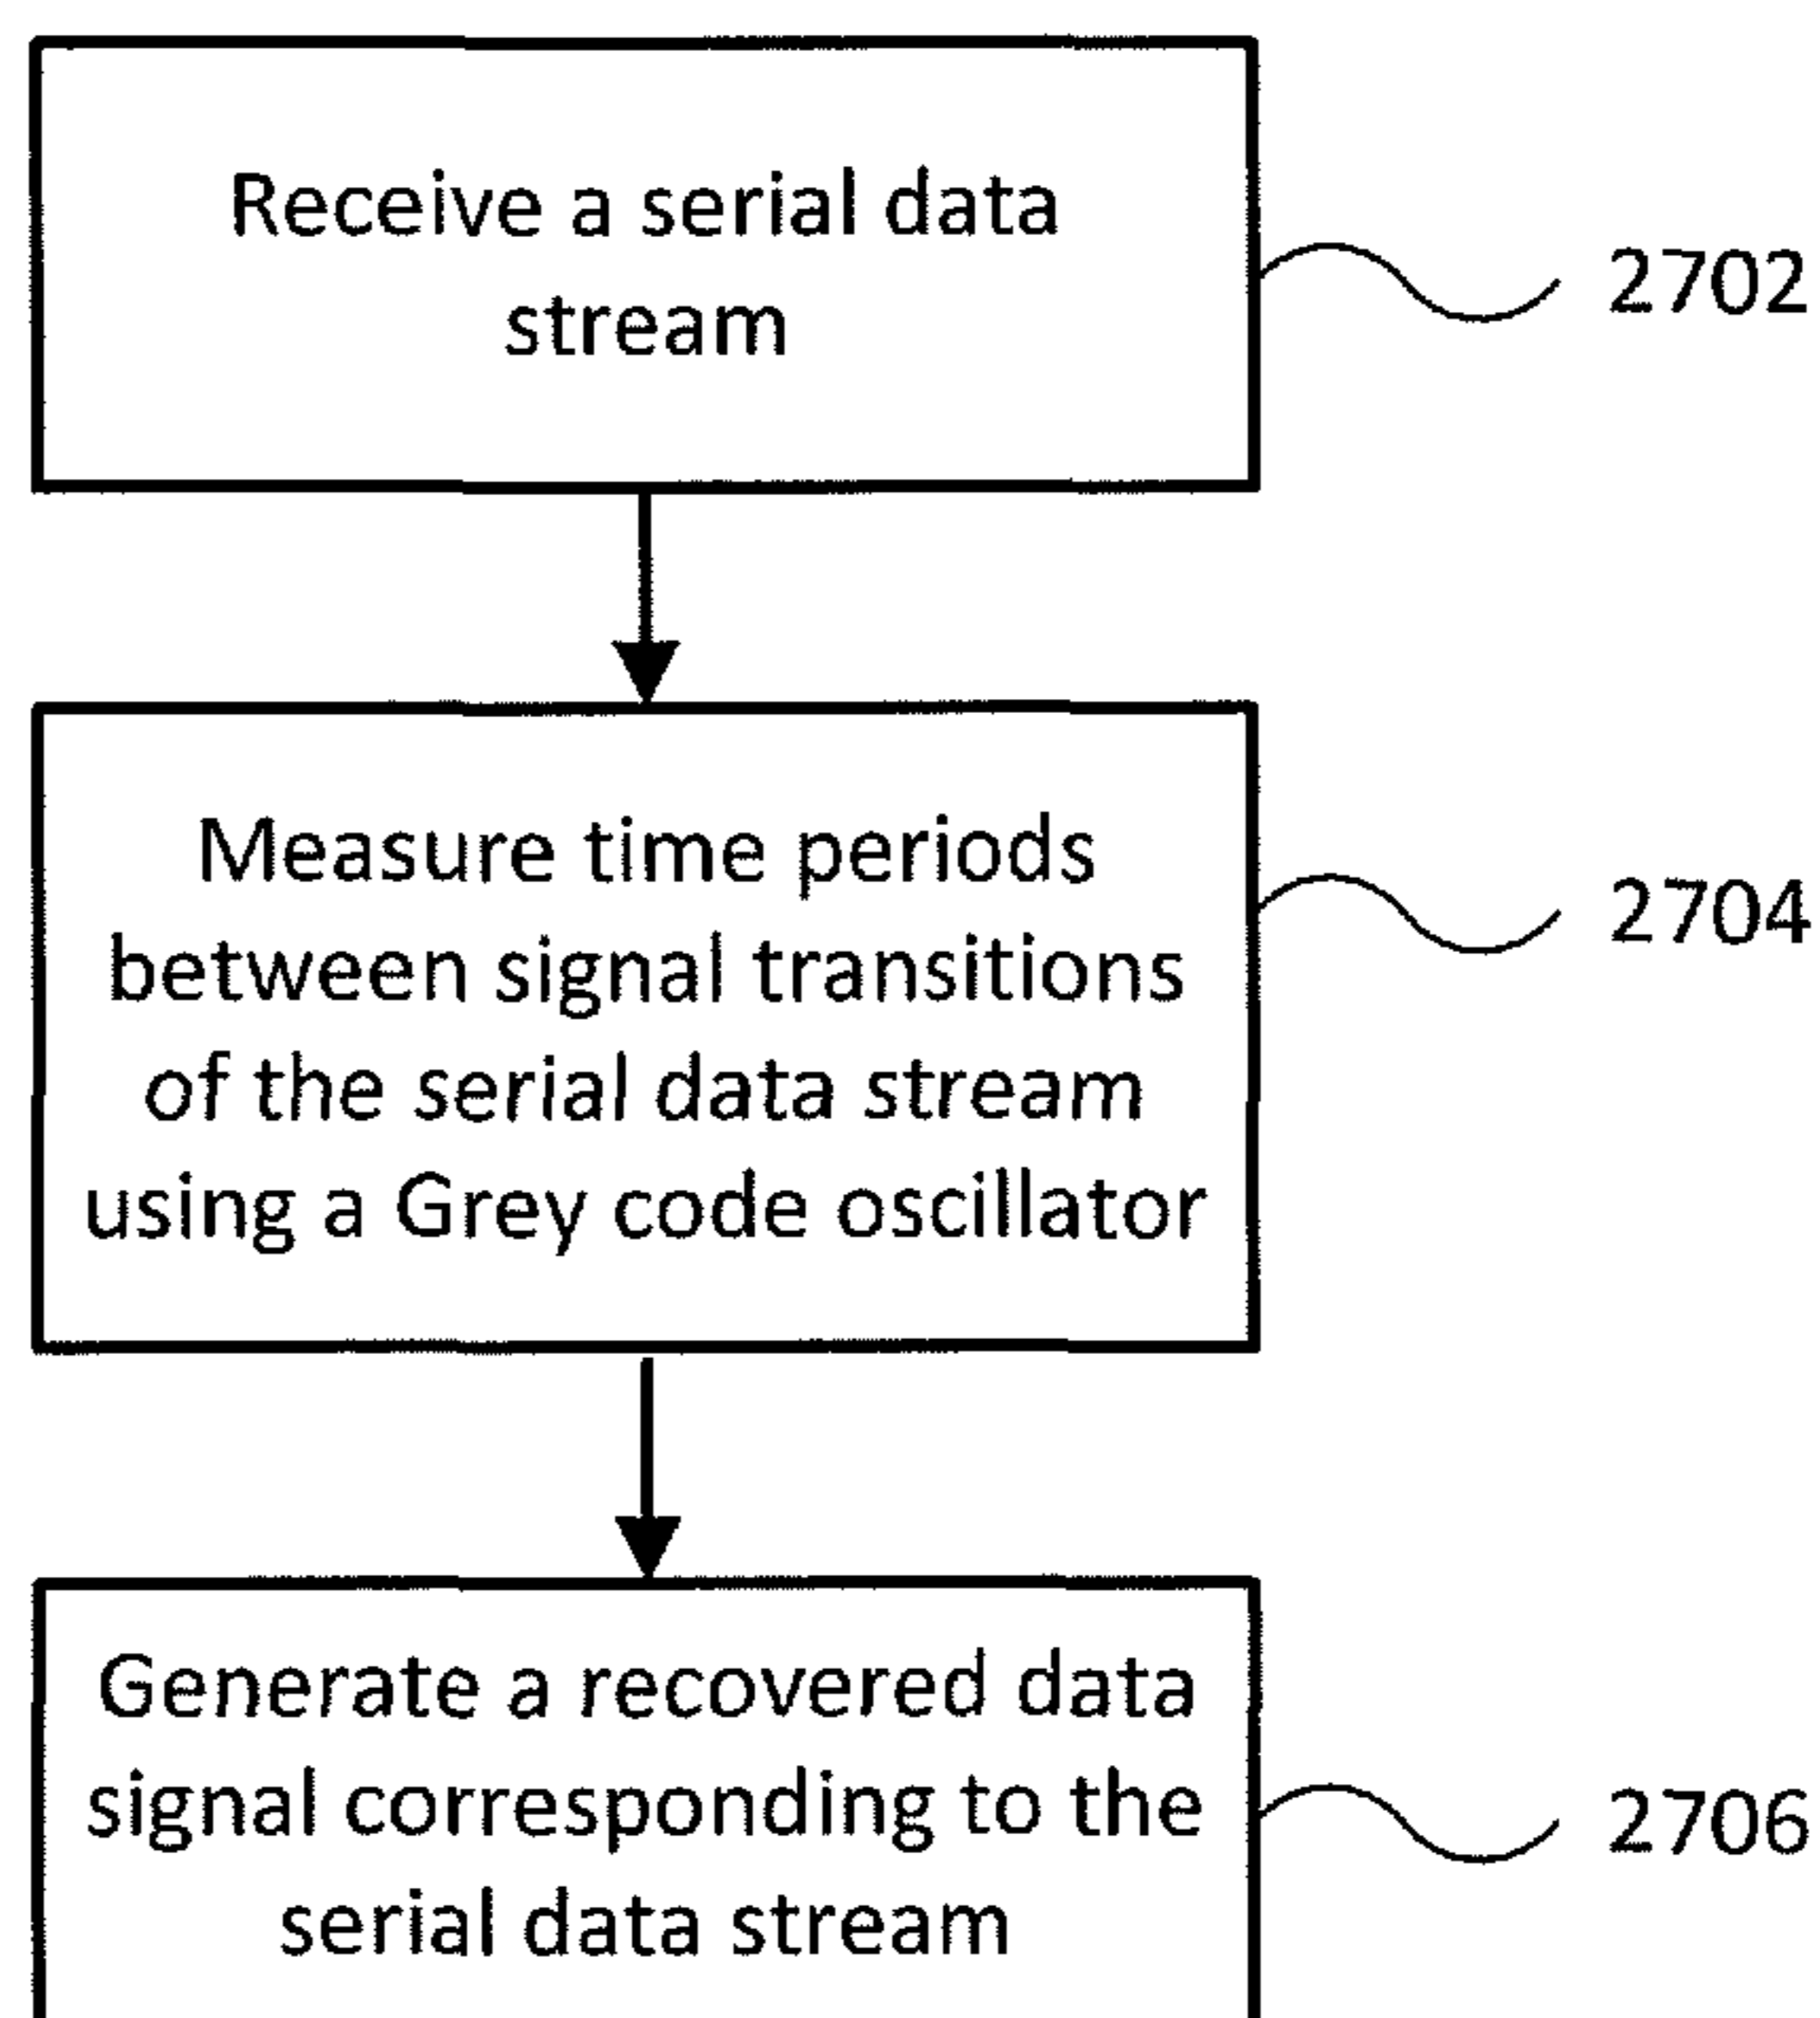 Receive a serial data
stream
2702
Measure time periods
between signal transitions
of the serial data stream
using a Grey code oscillator
2704
Generate a recovered data
signal corresponding to the
serial data stream
2706